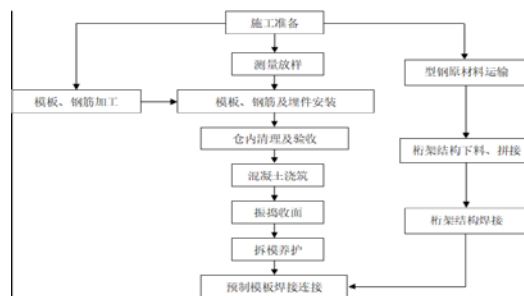 施工准备
测量放样
型钢原材料运输
模板、钢筋加工
模板、钢筋及埋件安装
仓内清理及验收
桁架结构下料、拼接
混凝土浇筑
振捣收面
桁架结构焊接
拆模养护
预制模板焊接连接